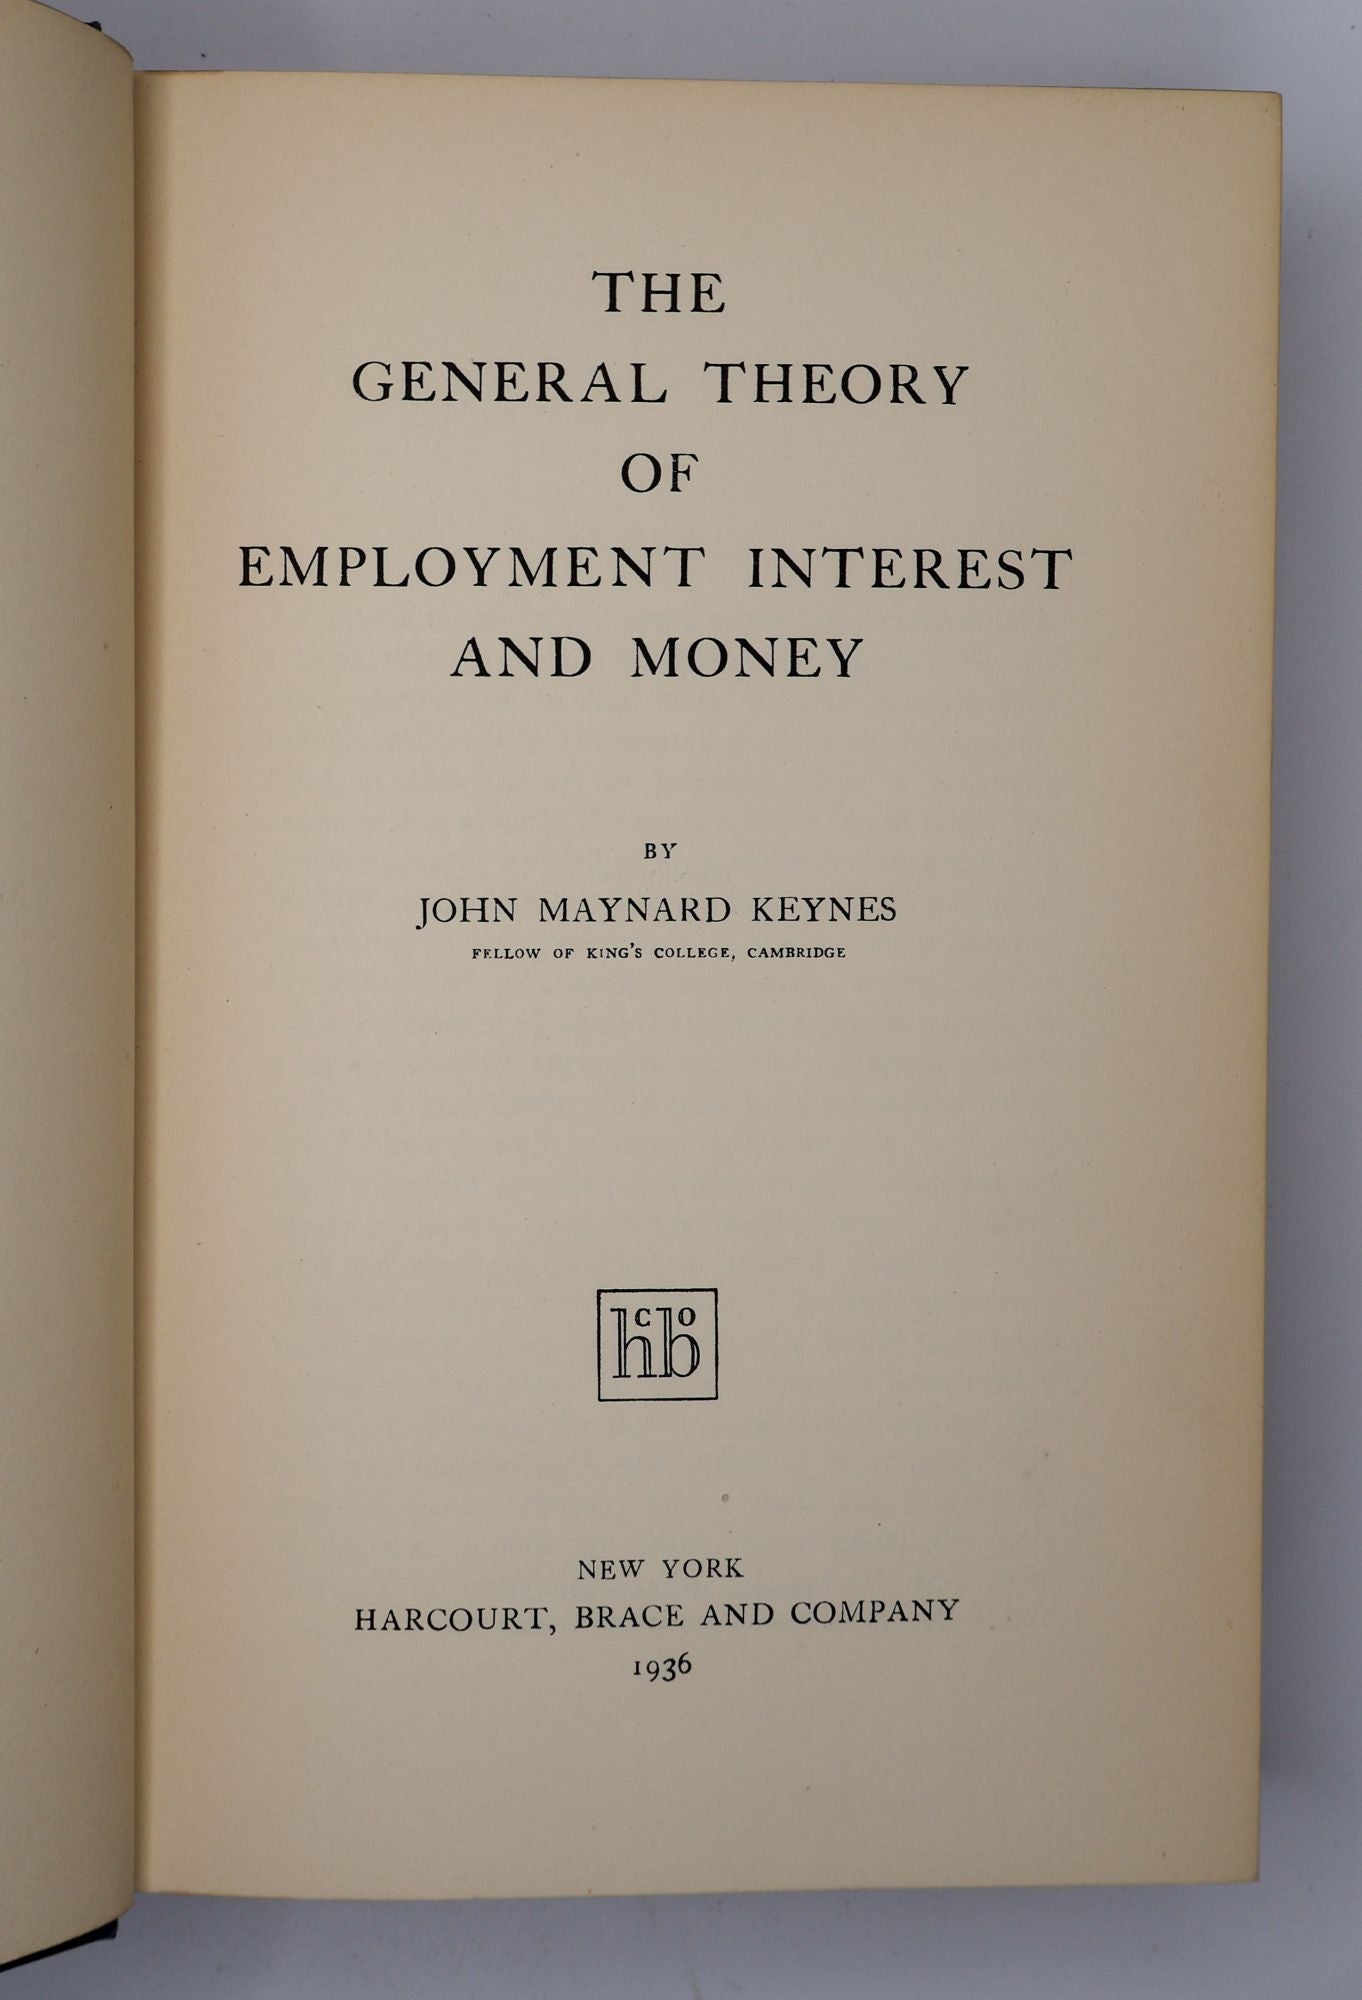 THE
GENERAL THEORY
OF
EMPLOYMENT INTEREST
AND MONEY
BY
JOHN MAYNARD KEYNES
FELLOW OF KING'S COLLEGE, CAMBRIDGE
hcbo
NEW YORK
HARCOURT, BRACE AND COMPANY
1936